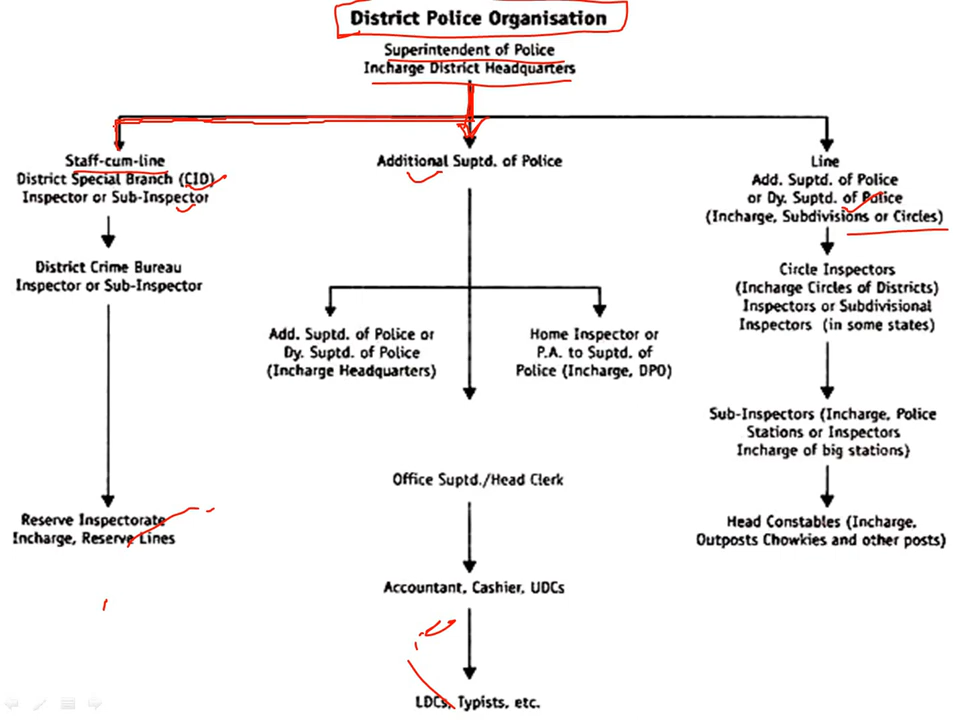 District Police Organisation
Superintendent of Police
Incharge District Headquarters
Staff-cum-line
District Special Branch (CID)
Inspector or Sub-Inspector
District Crime Bureau
Inspector or Sub-Inspector
Reserve Inspectorate
Incharge, Reserve Lines
Additional Suptd. of Police
Add. Suptd. of Police or
Dy. Suptd. of Police
(Incharge Headquarters)
Home Inspector or
P.A. to Suptd. of
Police (Incharge, DPO)
Office Suptd./Head Clerk
Accountant, Cashier, UDCs
LDCs, Typists, etc.
Line
Add. Suptd. of Police
or Dy. Suptd. of Police
(Incharge, Subdivisions or Circles)
Circle Inspectors
(Incharge Circles of Districts)
Inspectors or Subdivisional
Inspectors (in some states)
Sub-Inspectors (Incharge, Police
Stations or Inspectors
Incharge of big stations)
Head Constables (Incharge,
Outposts Chowkies and other posts)